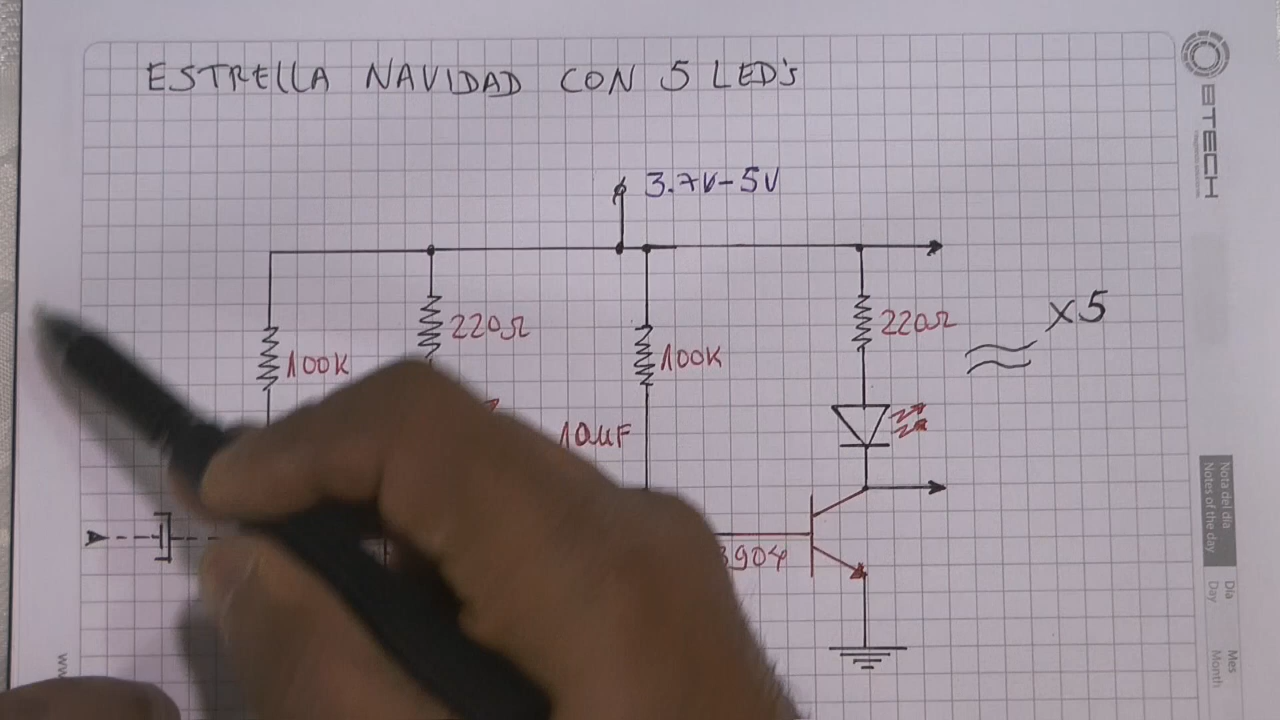 ESTRELLA NAVIDAD CON 5 LED's
3.7V-5V
100K
220Ω
100K
220Ω
x5
10µF
3904
A
BTECH
Nota del día
Notes of the day
Día
Day
Mes
Month